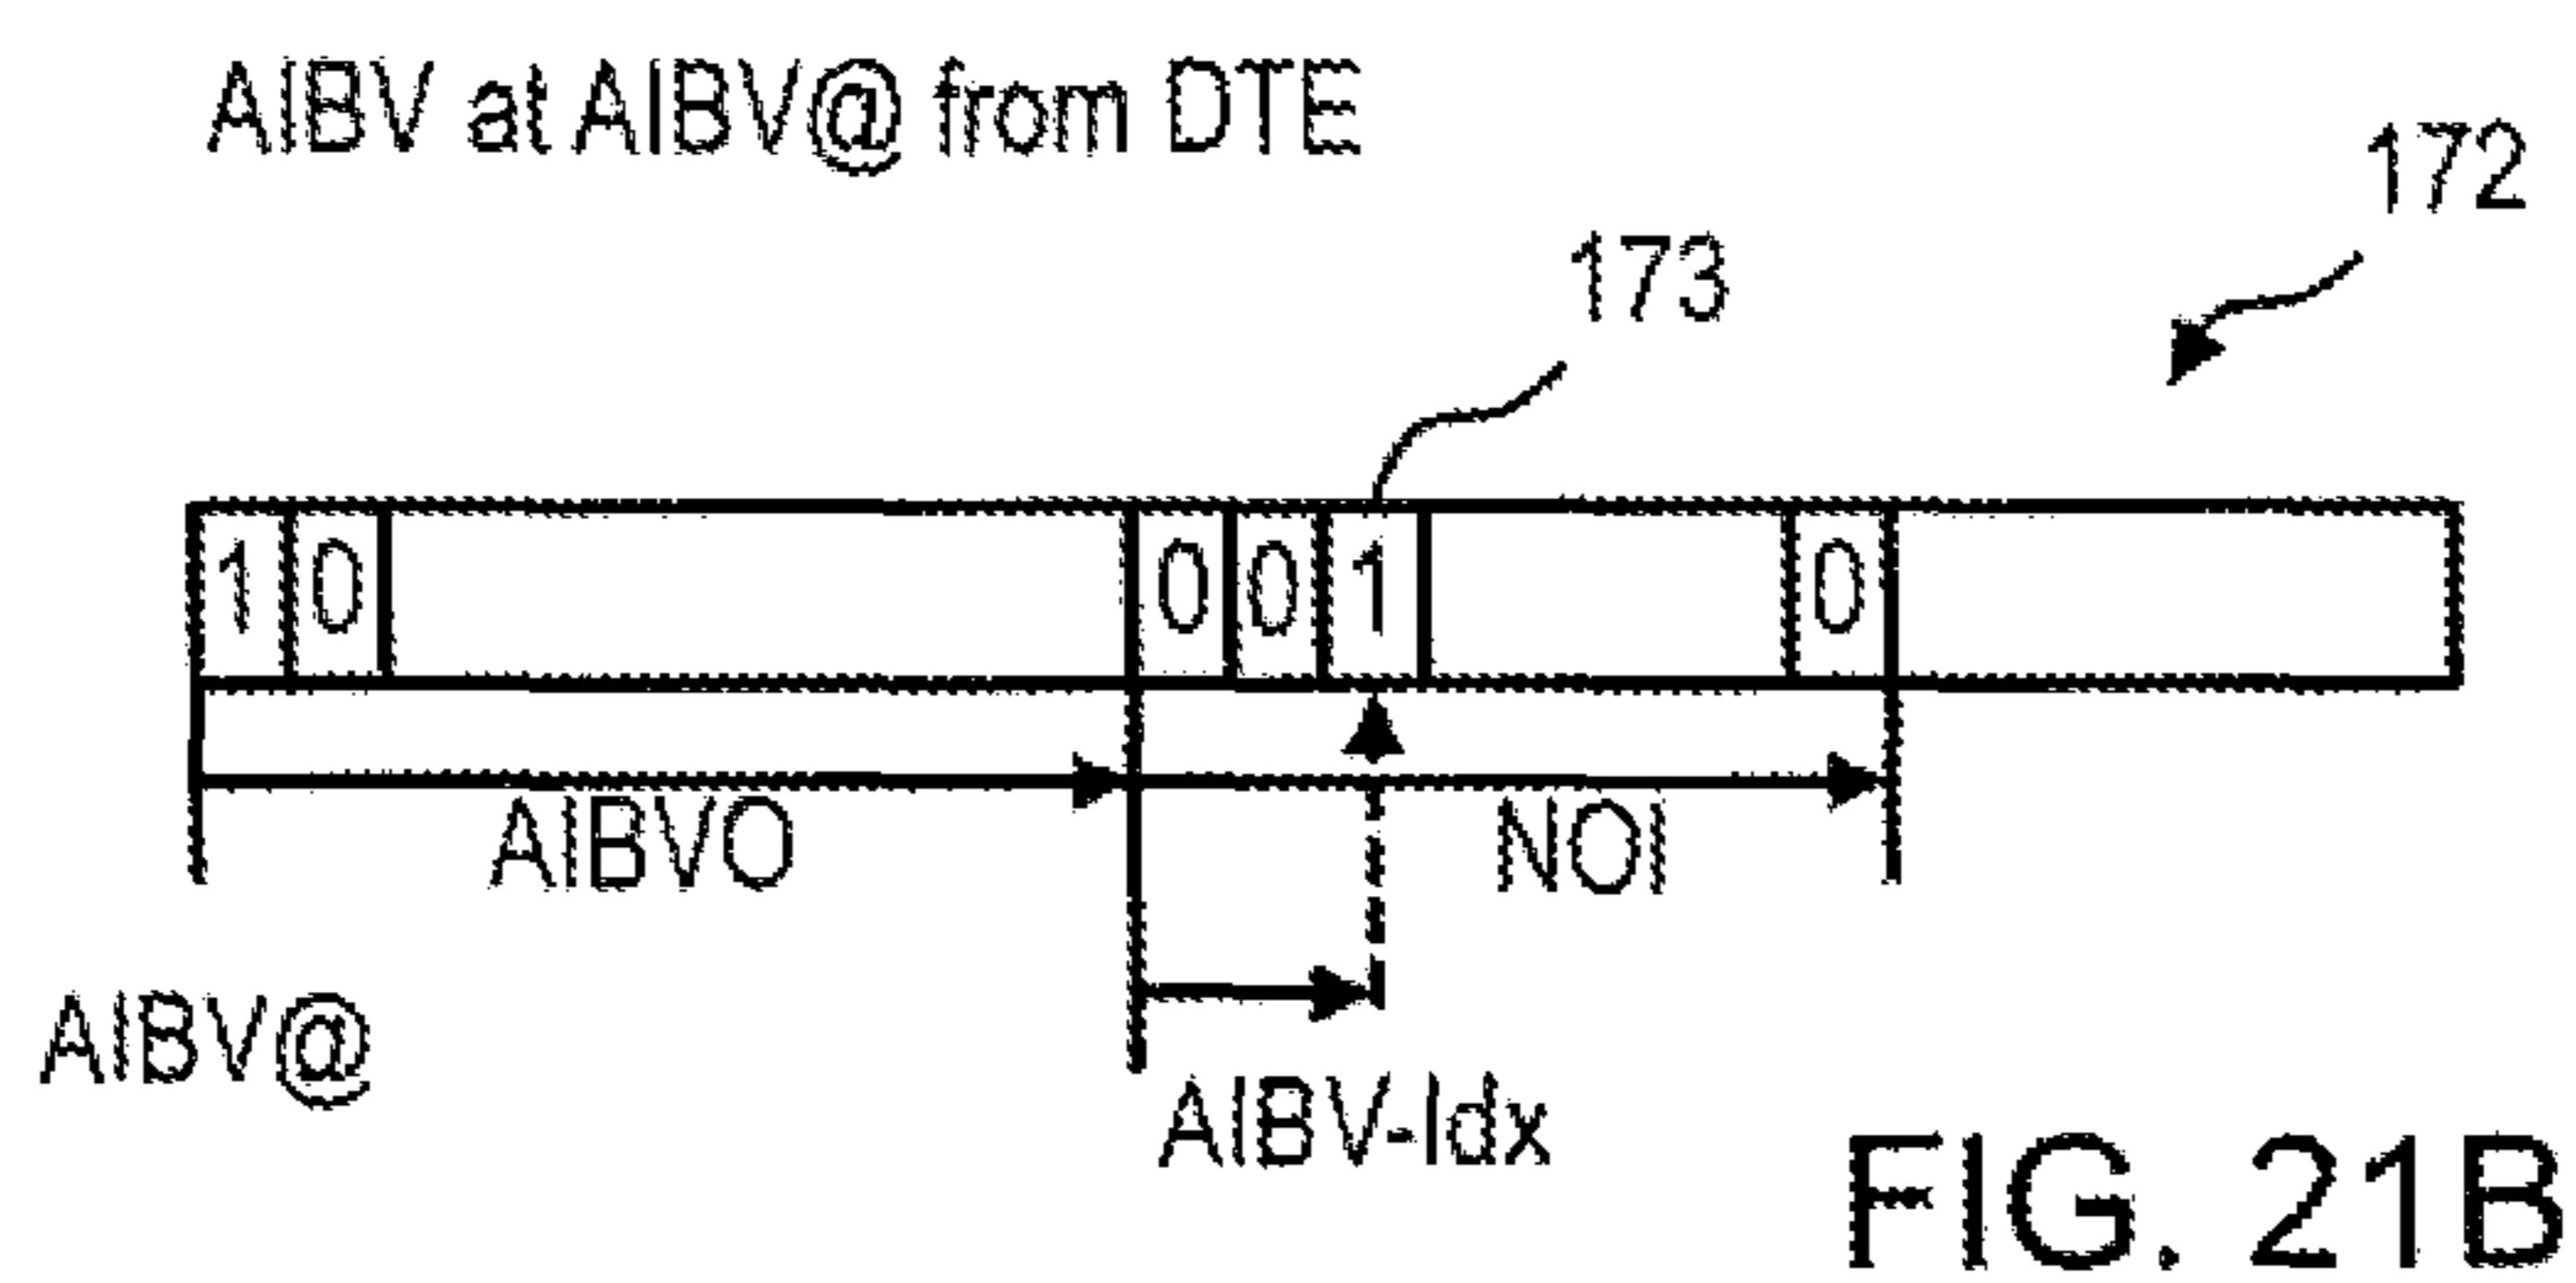 AIBV at AIBV@ from DTE
172
173
1 0 0 0 1 0
AIBVO NOI
AIBV@
AIBV-Idx
FIG. 21B